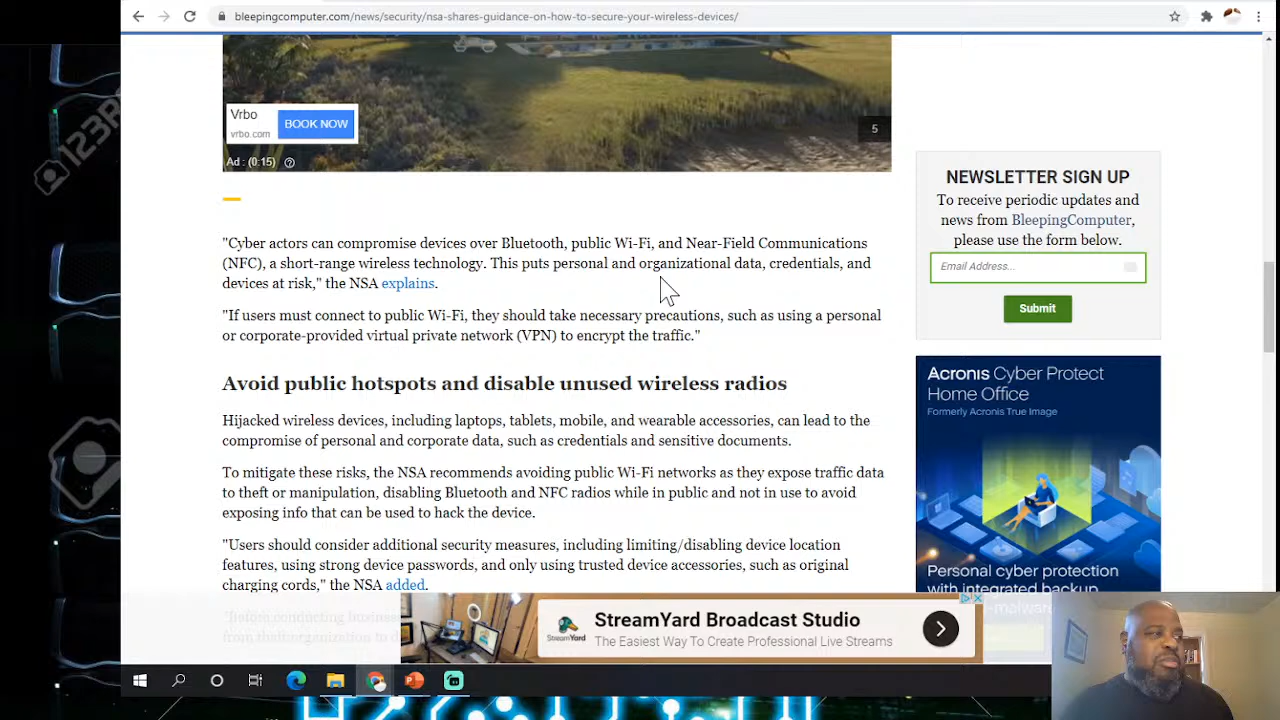 bleepingcomputer.com/news/security/nsa-shares-guidance-on-how-to-secure-your-wireless-devices/
123R
Vrbo
BOOK NOW
vrbo.com
5
Ad : (0:15)
"Cyber actors can compromise devices over Bluetooth, public Wi-Fi, and Near-Field Communications
(NFC), a short-range wireless technology. This puts personal and organizational data, credentials, and
devices at risk," the NSA explains.
"If users must connect to public Wi-Fi, they should take necessary precautions, such as using a personal
or corporate-provided virtual private network (VPN) to encrypt the traffic."
Avoid public hotspots and disable unused wireless radios
Hijacked wireless devices, including laptops, tablets, mobile, and wearable accessories, can lead to the
compromise of personal and corporate data, such as credentials and sensitive documents.
To mitigate these risks, the NSA recommends avoiding public Wi-Fi networks as they expose traffic data
to theft or manipulation, disabling Bluetooth and NFC radios while in public and not in use to avoid
exposing info that can be used to hack the device.
"Users should consider additional security measures, including limiting/disabling device location
features, using strong device passwords, and only using trusted device accessories, such as original
charging cords," the NSA added.
"Before conducting business
from that organization to d
NEWSLETTER SIGN UP
To receive periodic updates and
news from BleepingComputer,
please use the form below.
Email Address...
Submit
Acronis Cyber Protect
Home Office
Formerly Acronis True Image
Personal cyber protection
with integrated backup
StreamYard
StreamYard Broadcast Studio
The Easiest Way To Create Professional Live Streams